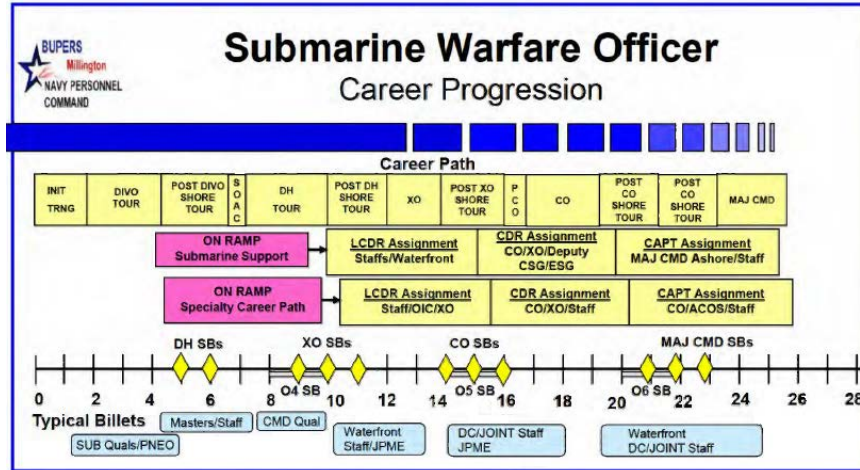 BUPERS
Millington
NAVY PERSONNEL
COMMAND
Submarine Warfare Officer
Career Progression
Career Path
INIT
TRNG
DIVO
TOUR
POST DIVO
SHORE
TOUR
S
O
A
C
DH
TOUR
POST DH
SHORE
TOUR
XO
POST XO
SHORE
TOUR
P
C
O
CO
POST
CO
SHORE
TOUR
POST
CO
SHORE
TOUR
MAJ CMD
ON RAMP
Submarine Support
LCDR Assignment
Staffs/Waterfront
CDR Assignment
CO/XO/Deputy
CSG/ESG
CAPT Assignment
MAJ CMD Ashore/Staff
ON RAMP
Specialty Career Path
LCDR Assignment
Staff/OIC/XO
CDR Assignment
CO/XO/Staff
CAPT Assignment
CO/ACOS/Staff
DH SBs
XO SBs
CO SBs
MAJ CMD SBs
O4 SB
O5 SB
O6 SB
0 2 4 6 8 10 12 14 16 18 20 22 24 26 28
Typical Billets
SUB Quals/PNEO
Masters/Staff
CMD Qual
Waterfront
Staff/JPME
DC/JOINT Staff
JPME
Waterfront
DC/JOINT Staff